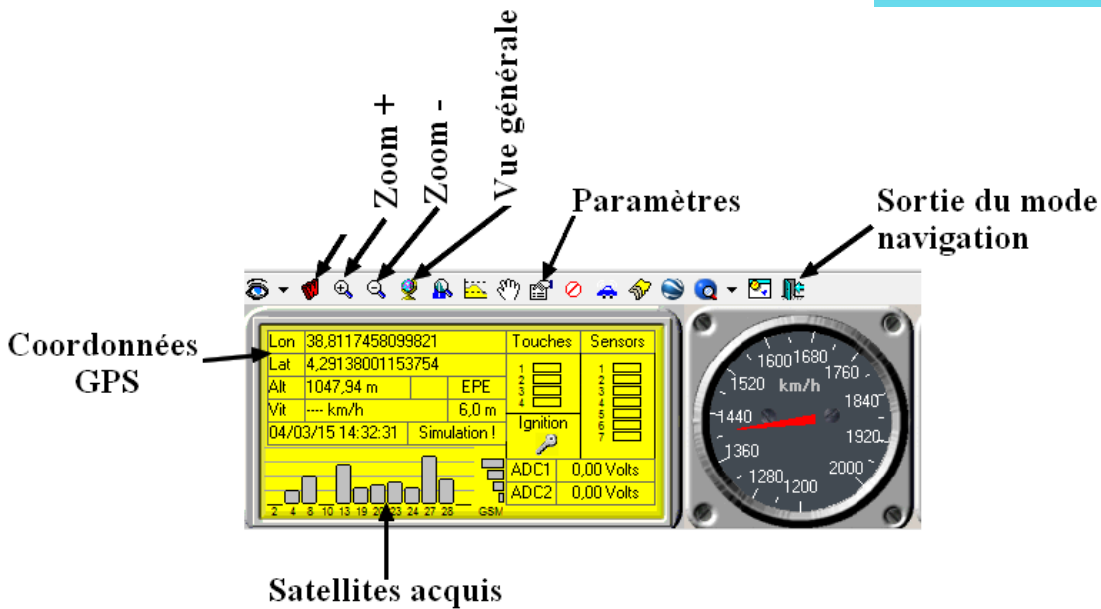 Zoom +
Zoom -
Vue générale
Paramètres
Sortie du mode
navigation
Coordonnées
GPS
Lon 38,8117458099821
Lat 4,29138001153754
Alt 1047,94 m EPE
Vit ---- km/h 6,0 m
04/03/15 14:32:31 Simulation !
Touches
1
2
3
4
Ignition
Sensors
1
2
3
4
5
6
7
ADC1 0,00 Volts
ADC2 0,00 Volts
2 4 8 10 13 19 20 23 24 27 28 GSM
km/h
1200
1280
1360
1440
1520
1600
1680
1760
1840
1920
2000
Satellites acquis